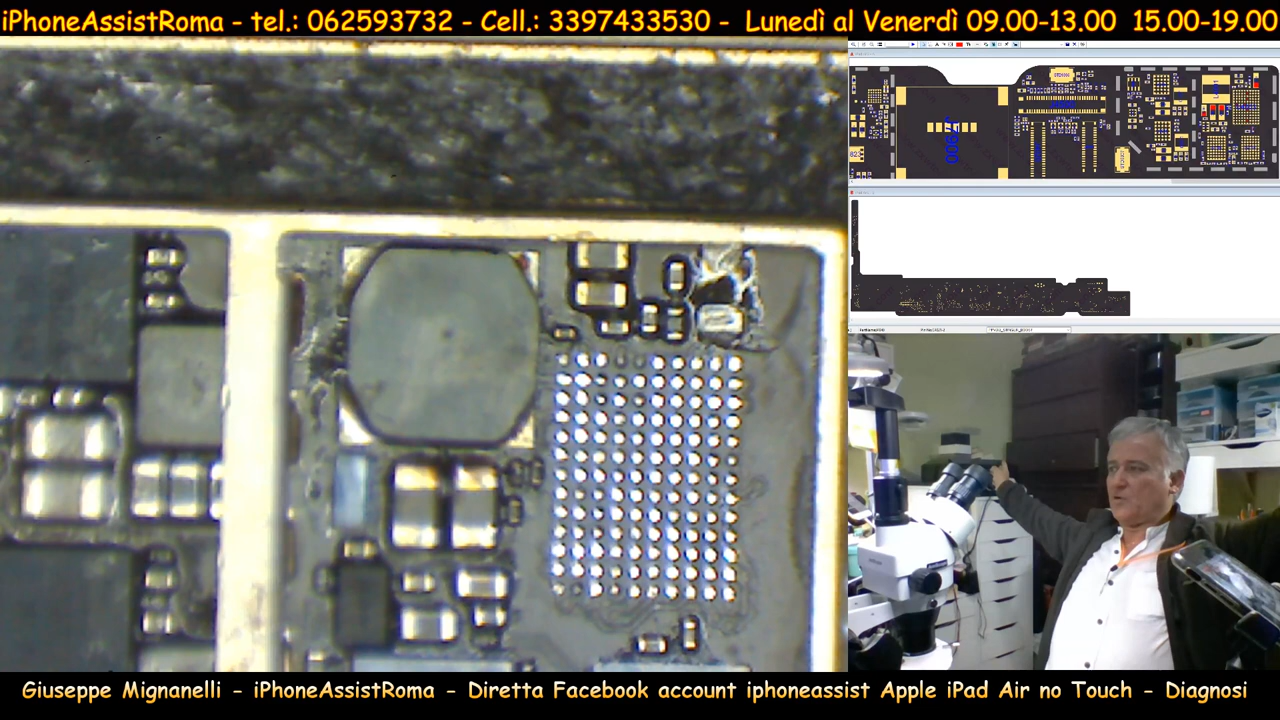 iPhoneAssistRoma - tel.: 062593732 - Cell.: 3397433530 - Lunedì al Venerdì 09.00-13.00 15.00-19.00
J7900
Giuseppe Mignanelli - iPhoneAssistRoma - Diretta Facebook account iphoneassist Apple iPad Air no Touch - Diagnosi